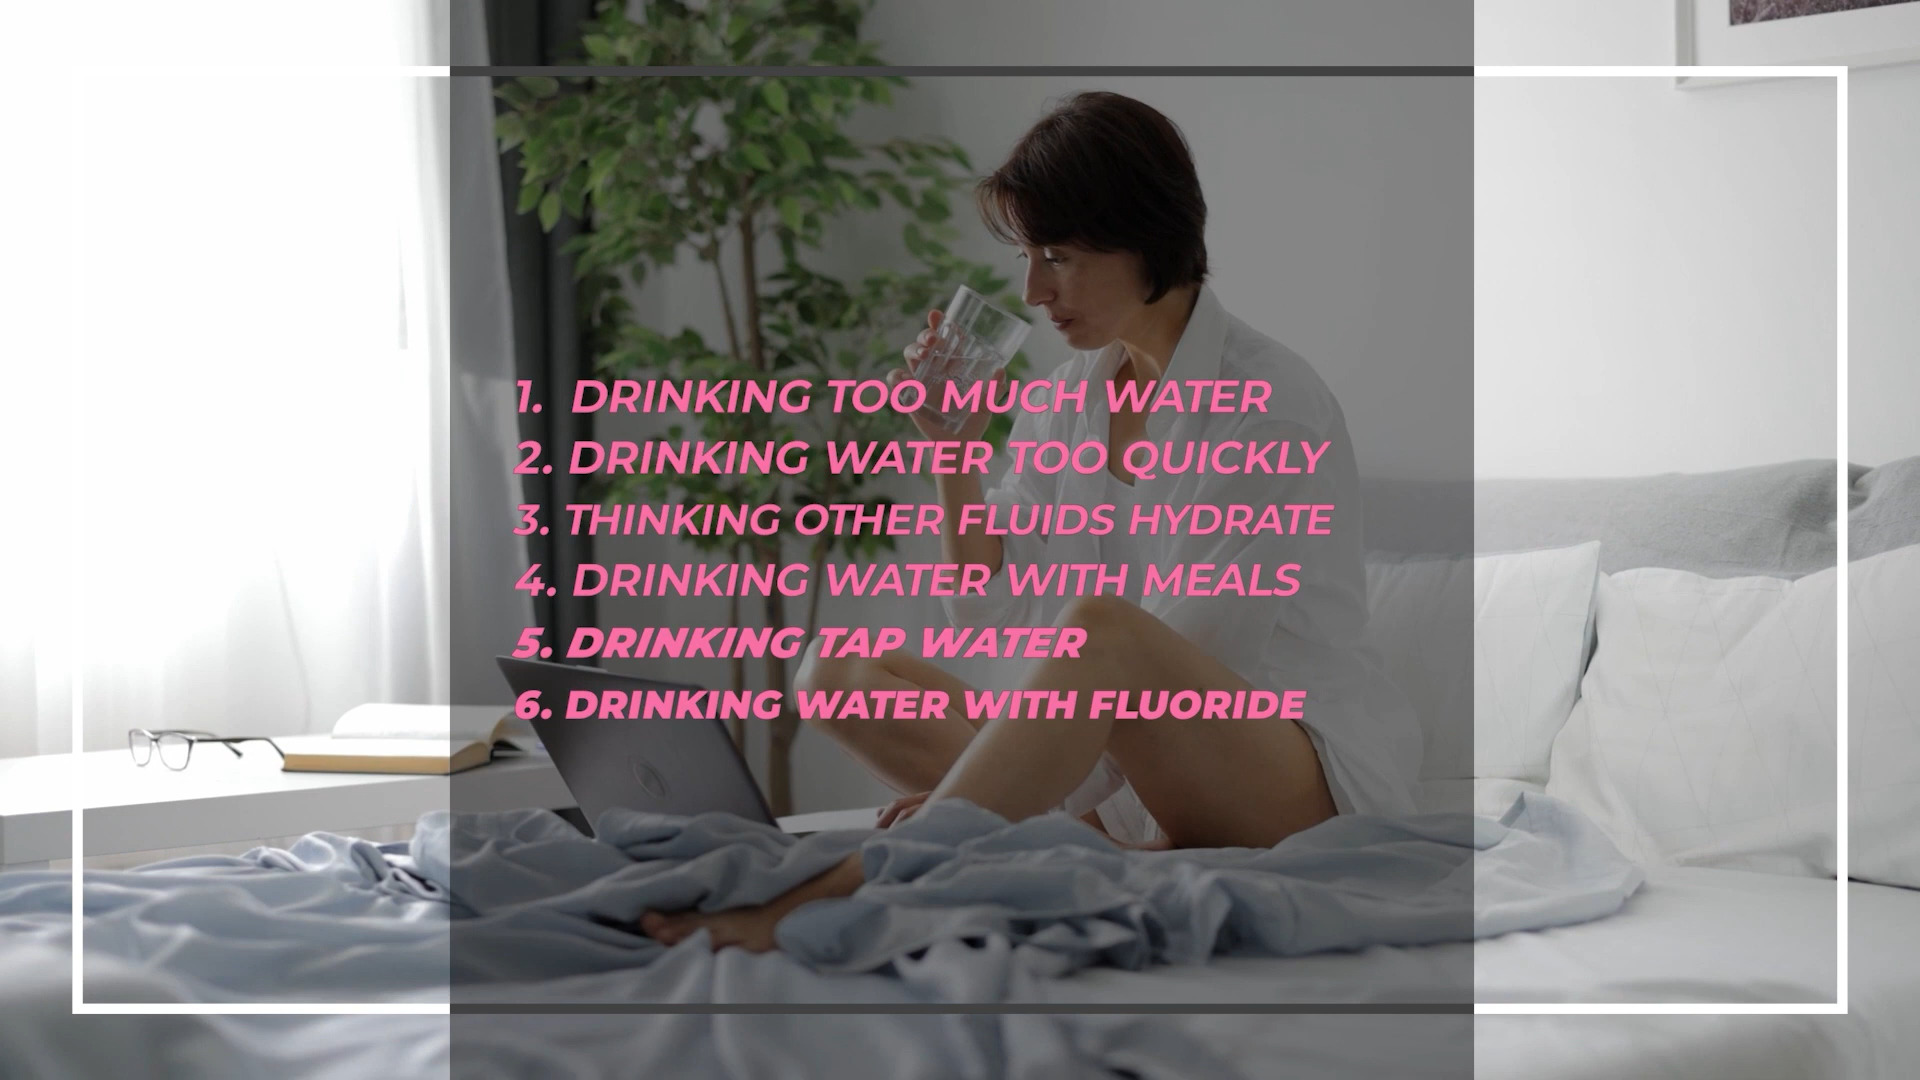 1. DRINKING TOO MUCH WATER
2. DRINKING WATER TOO QUICKLY
3. THINKING OTHER FLUIDS HYDRATE
4. DRINKING WATER WITH MEALS
5. DRINKING TAP WATER
6. DRINKING WATER WITH FLUORIDE